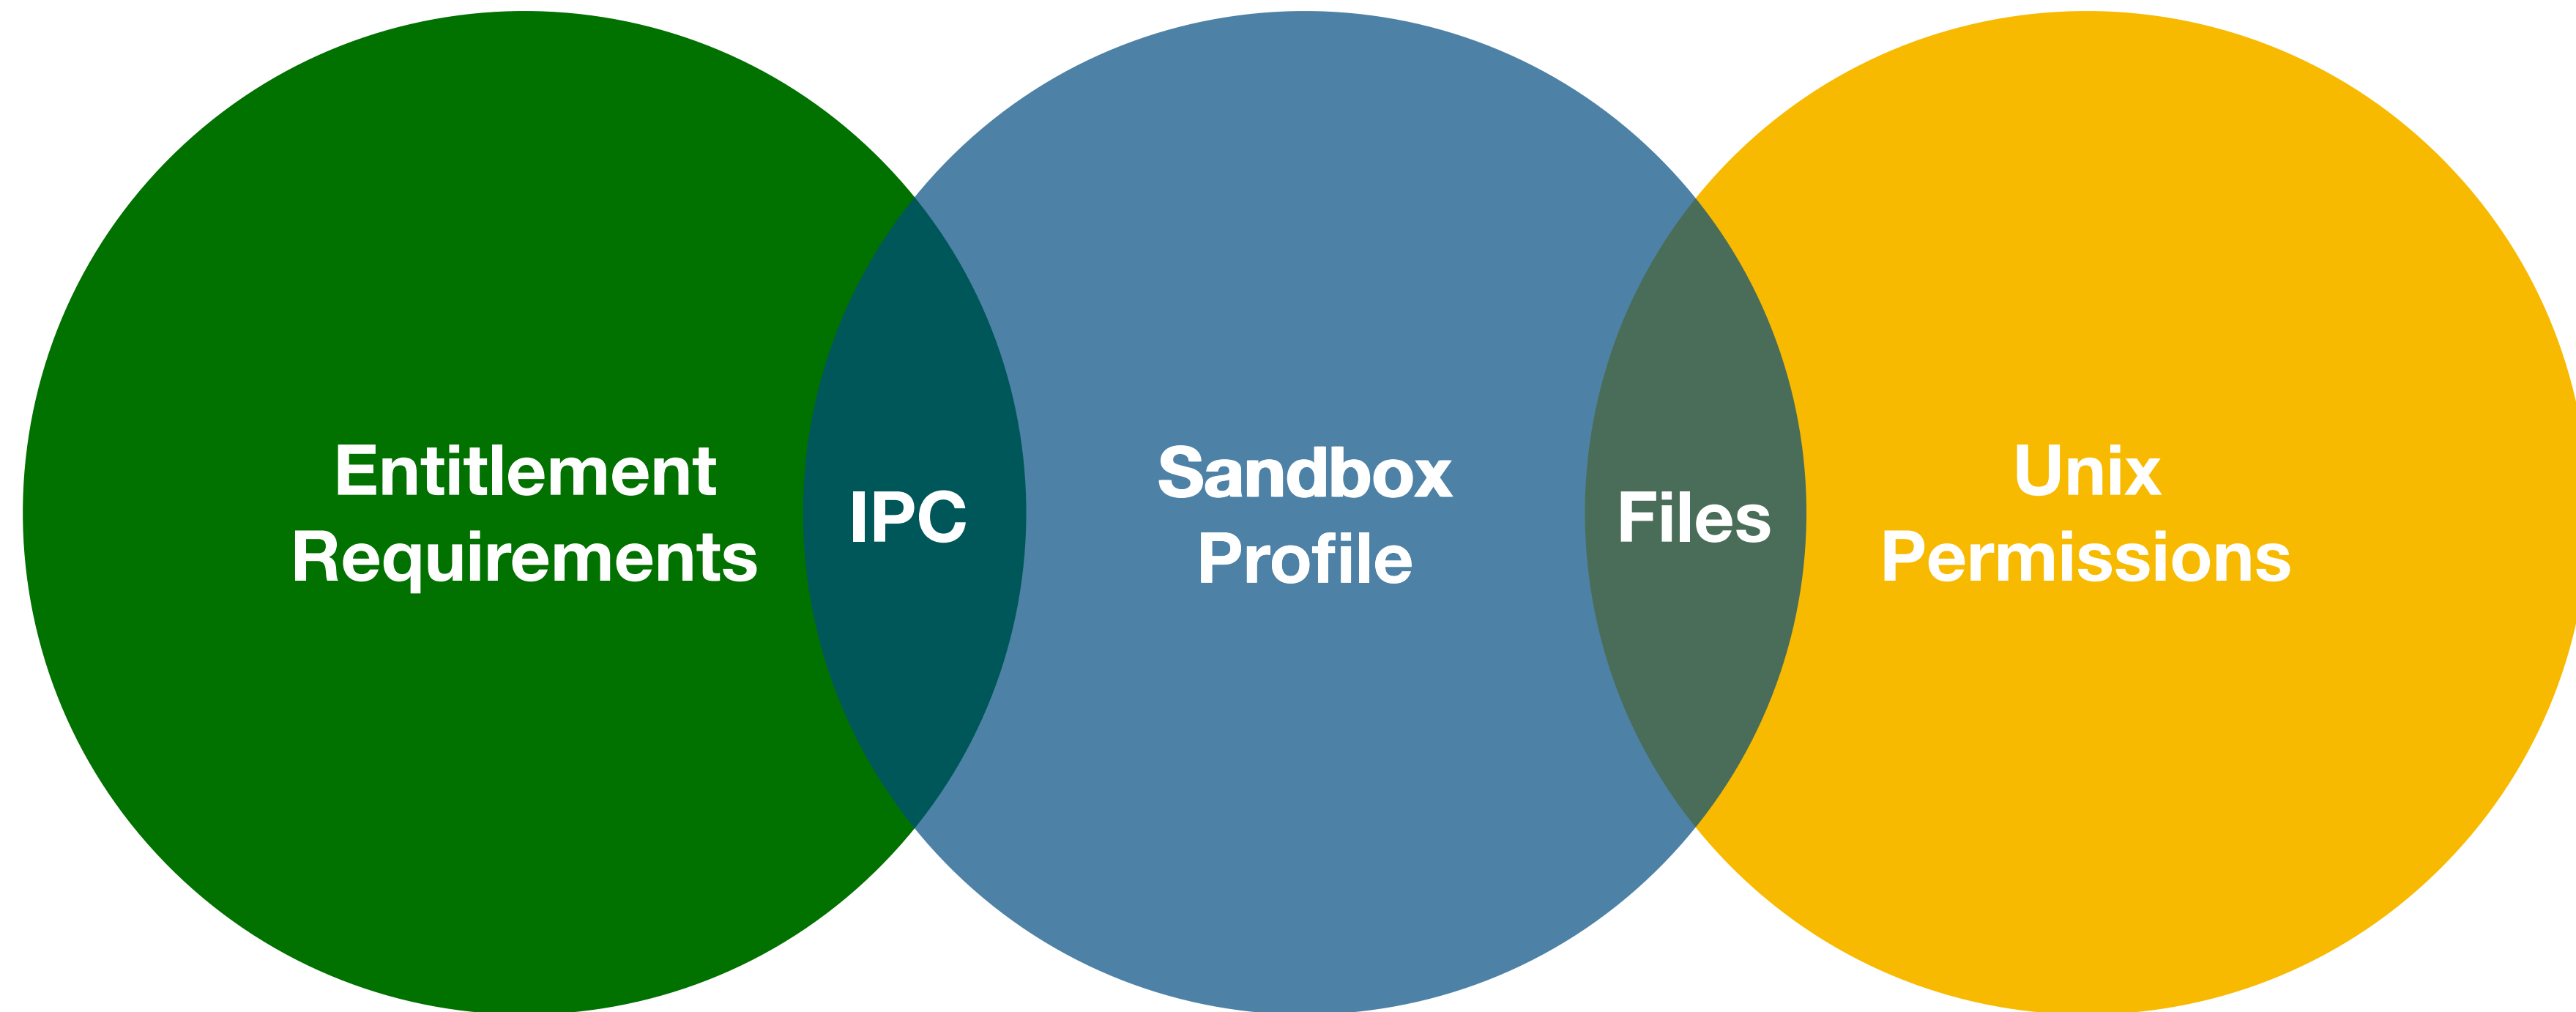 Entitlement
Requirements
IPC
Sandbox
Profile
Files
Unix
Permissions